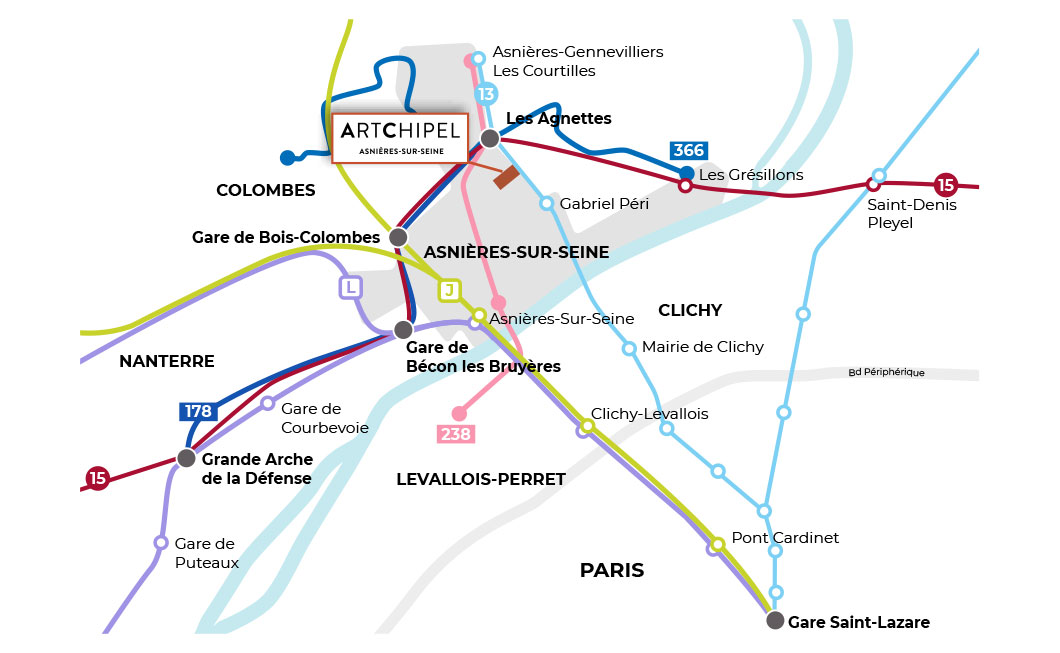 Asnières-Gennevilliers
Les Courtilles
13
Les Agnettes
ARTCHIPEL
ASNIÈRES-SUR-SEINE
366
Les Grésillons
15
COLOMBES
Gabriel Péri
Saint-Denis
Pleyel
Gare de Bois-Colombes
ASNIÈRES-SUR-SEINE
L
J
CLICHY
Asnières-Sur-Seine
NANTERRE
Gare de
Bécon les Bruyères
Mairie de Clichy
Bd Périphérique
178
Gare de
Courbevoie
Clichy-Levallois
238
Grande Arche
de la Défense
15
LEVALLOIS-PERRET
Gare de
Puteaux
Pont Cardinet
PARIS
Gare Saint-Lazare